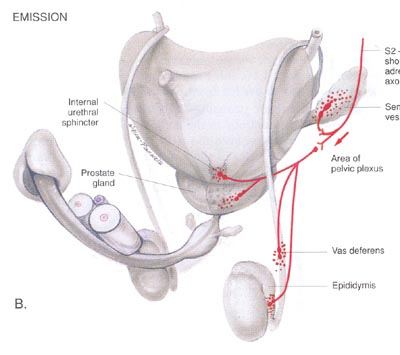 EMISSION
S2 -
sho
adre
axo
Sem
ves
Internal
urethral
sphincter
Prostate
gland
Area of
pelvic plexus
Vas deferens
Epididymis
B.